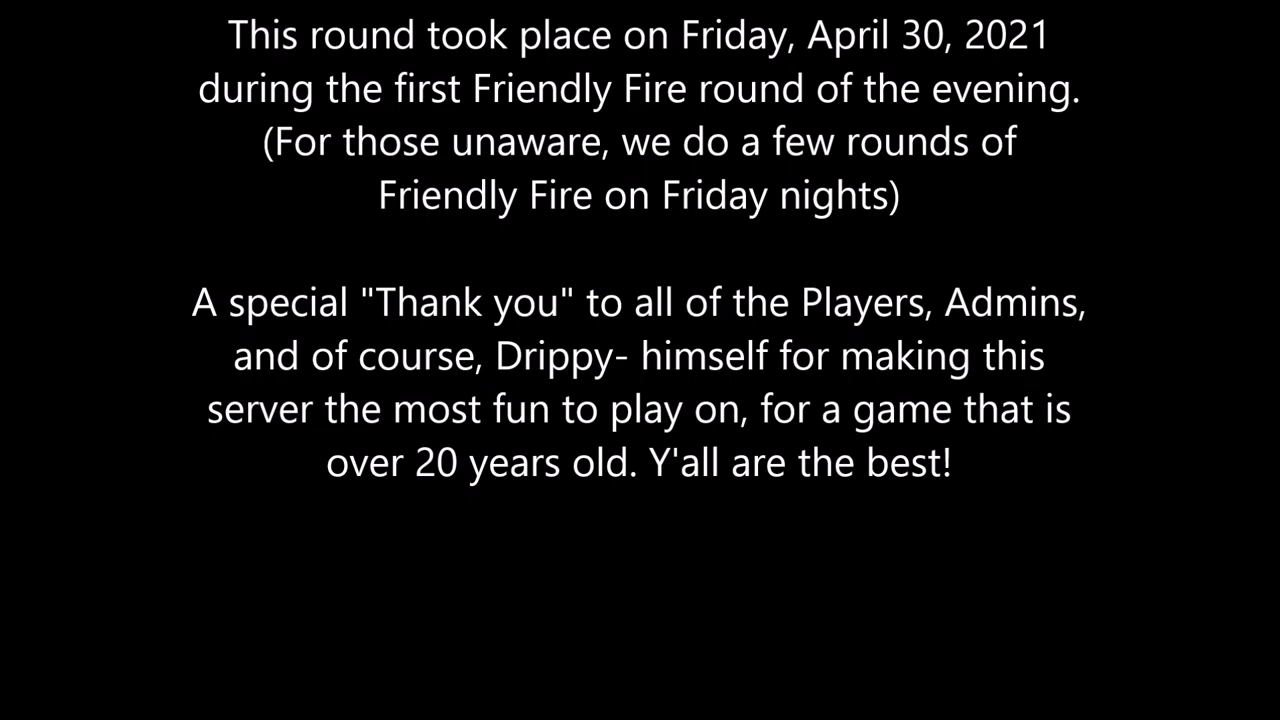 This round took place on Friday, April 30, 2021
during the first Friendly Fire round of the evening.
(For those unaware, we do a few rounds of
Friendly Fire on Friday nights)
A special "Thank you" to all of the Players, Admins,
and of course, Drippy- himself for making this
server the most fun to play on, for a game that is
over 20 years old. Y'all are the best!